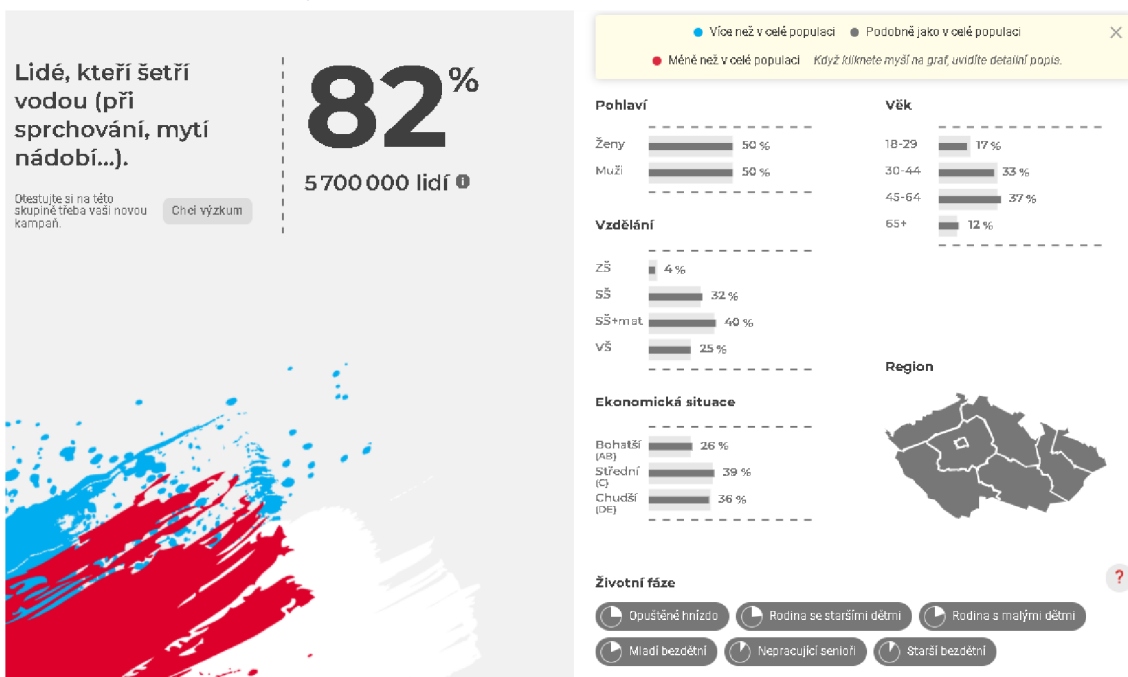 Lidé, kteří šetří
vodou (při
sprchování, mytí
nádobí...).
Otestujte si na této
skupině třeba vaši novou
kampaň.
Chci výzkum
82%
5 700 000 lidí i
Více než v celé populaci Podobně jako v celé populaci
Méně než v celé populaci Když kliknete myší na graf, uvidíte detailní popis.
Pohlaví
Ženy 50 %
Muži 50 %
Vzdělání
ZŠ 4 %
SŠ 32 %
SŠ+mat 40 %
VŠ 25 %
Ekonomická situace
Bohatší 26 %
(AB)
Střední 39 %
(C)
Chudší 36 %
(DE)
Věk
18-29 17 %
30-44 33 %
45-64 37 %
65+ 12 %
Region
Životní fáze
?
Opuštěné hnízdo Rodina se staršími dětmi Rodina s malými dětmi
Mladí bezdětní Nepracující senioři Starší bezdětní